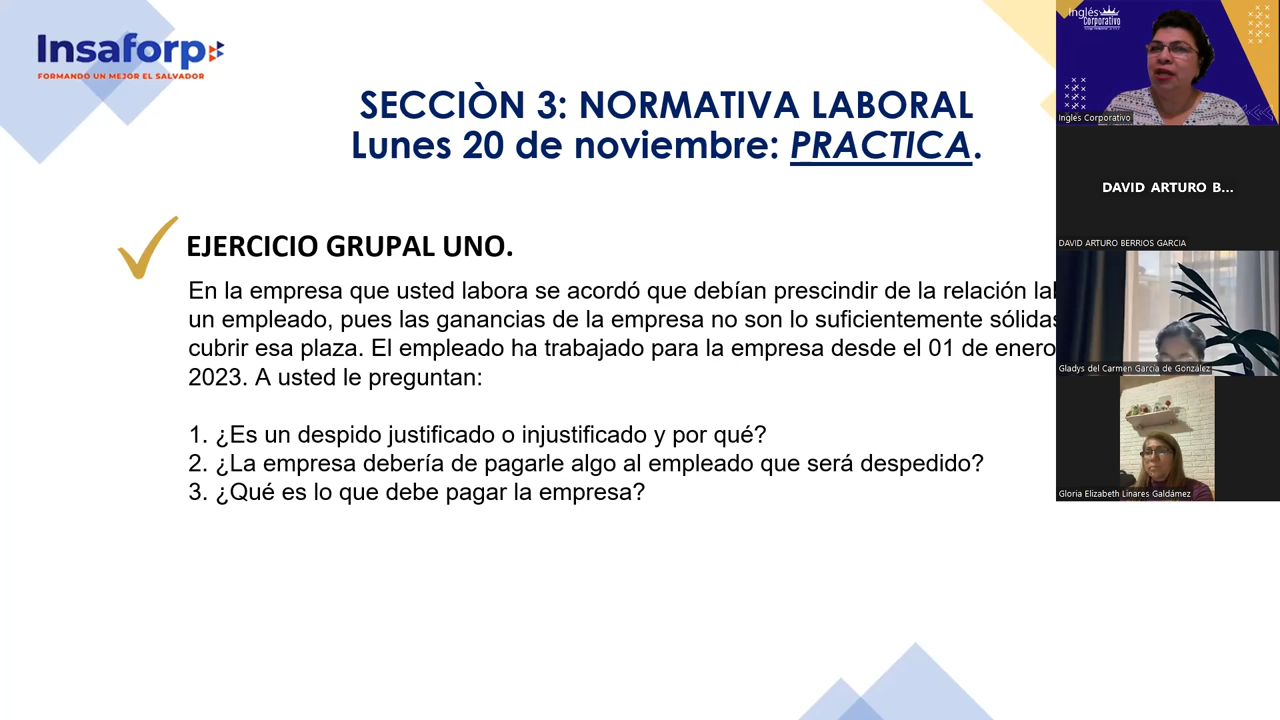 Insaforp
FORMANDO UN MEJOR EL SALVADOR
SECCIÒN 3: NORMATIVA LABORAL
Lunes 20 de noviembre: PRACTICA.
EJERCICIO GRUPAL UNO.
En la empresa que usted labora se acordó que debían prescindir de la relación
un empleado, pues las ganancias de la empresa no son lo suficientemente sólidas
cubrir esa plaza. El empleado ha trabajado para la empresa desde el 01 de enero
2023. A usted le preguntan:
1. ¿Es un despido justificado o injustificado y por qué?
2. ¿La empresa debería de pagarle algo al empleado que será despedido?
3. ¿Qué es lo que debe pagar la empresa?
Inglés
Corporativo
Inglés Corporativo
DAVID ARTURO B...
DAVID ARTURO BERRIOS GARCIA
Gladys del Carmen García de González
Gloria Elizabeth Linares Galdámez